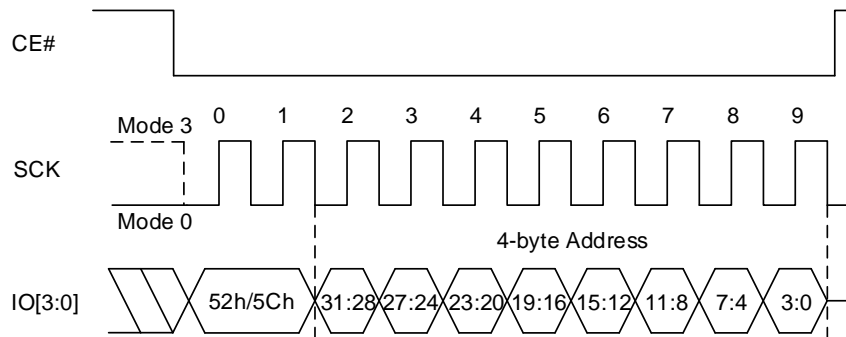 CE#
0 1 2 3 4 5 6 7 8 9
Mode 3
SCK
Mode 0
4-byte Address
IO[3:0] 52h/5Ch 31:28 27:24 23:20 19:16 15:12 11:8 7:4 3:0